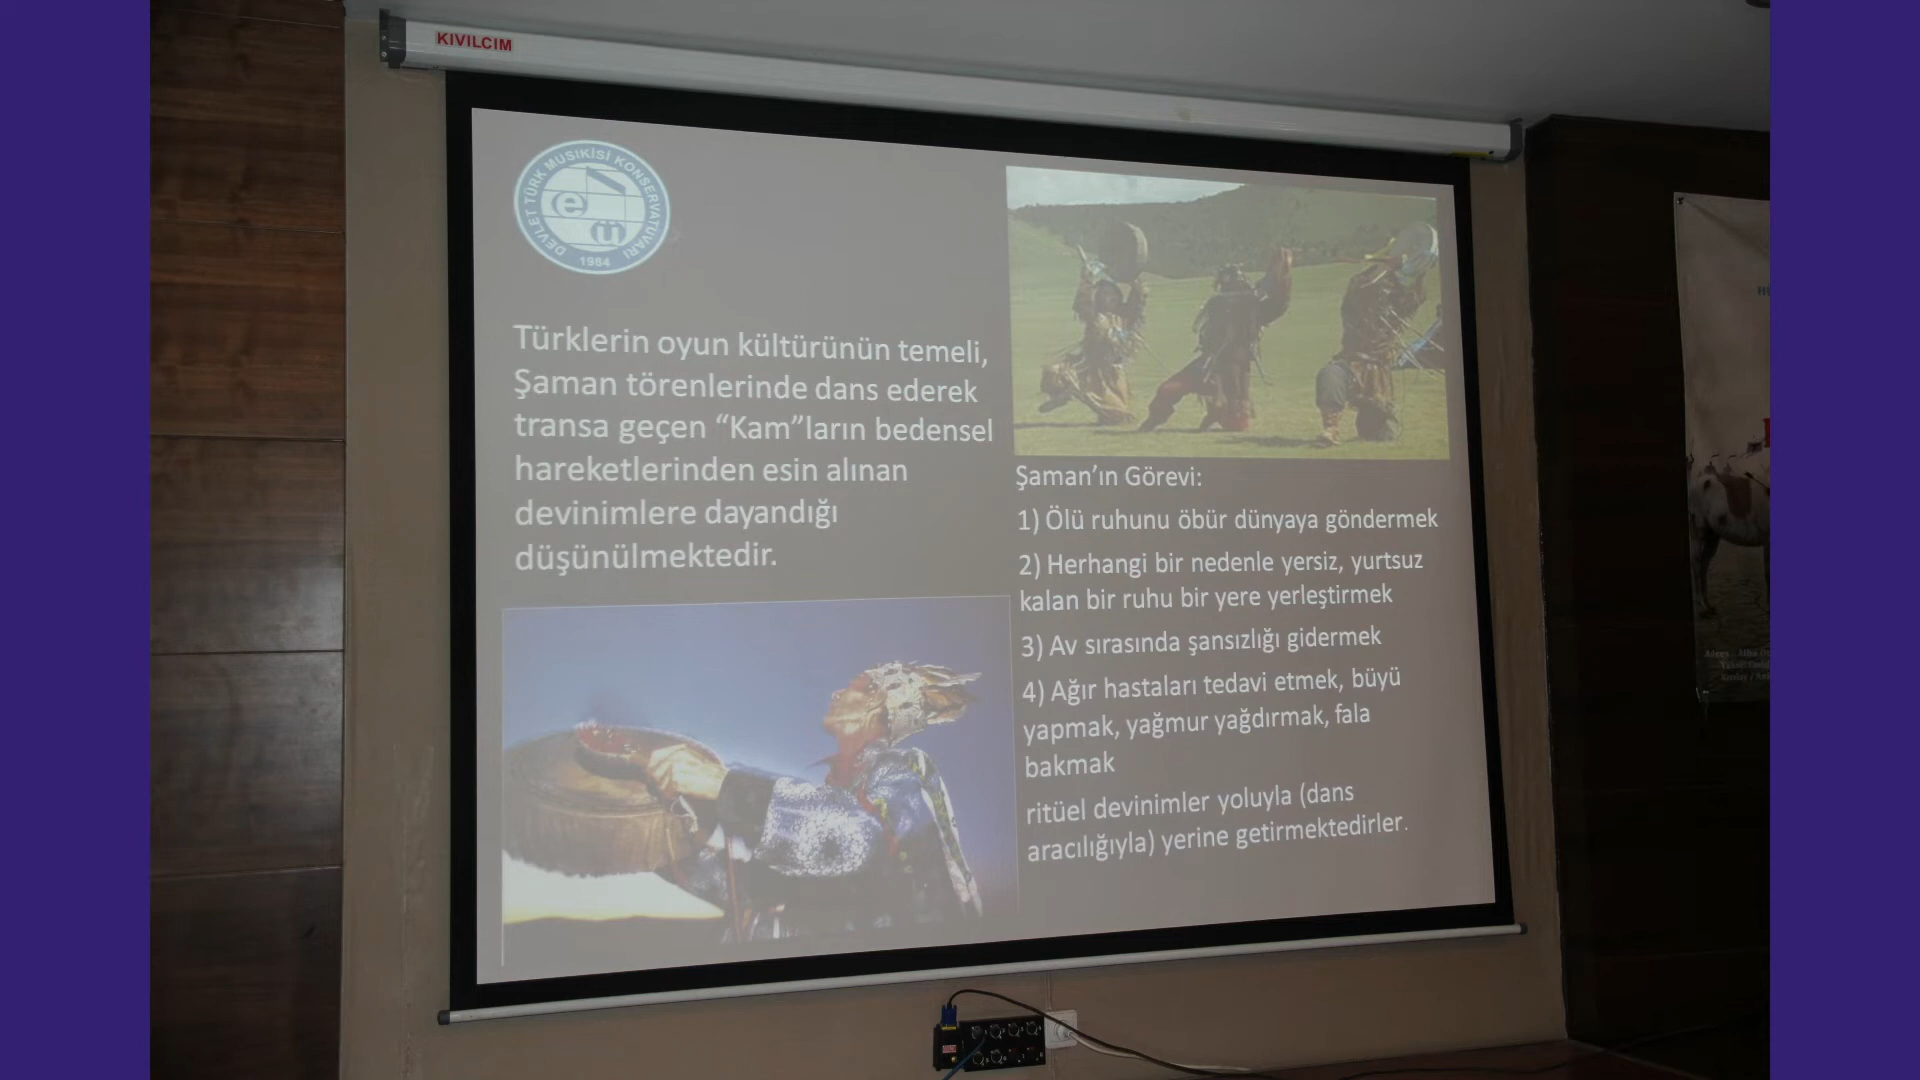 KIVILCIM
DEVLET TÜRK MUSIKİSİ KONSERVATUVARI
1984
Türklerin oyun kültürünün temeli,
Şaman törenlerinde dans ederek
transa geçen “Kam”ların bedensel
hareketlerinden esin alınan
devinimlere dayandığı
düşünülmektedir.
Şaman’ın Görevi:
1) Ölü ruhunu öbür dünyaya göndermek
2) Herhangi bir nedenle yersiz, yurtsuz
kalan bir ruhu bir yere yerleştirmek
3) Av sırasında şansızlığı gidermek
4) Ağır hastaları tedavi etmek, büyü
yapmak, yağmur yağdırmak, fala
bakmak
ritüel devinimler yoluyla (dans
aracılığıyla) yerine getirmektedirler.